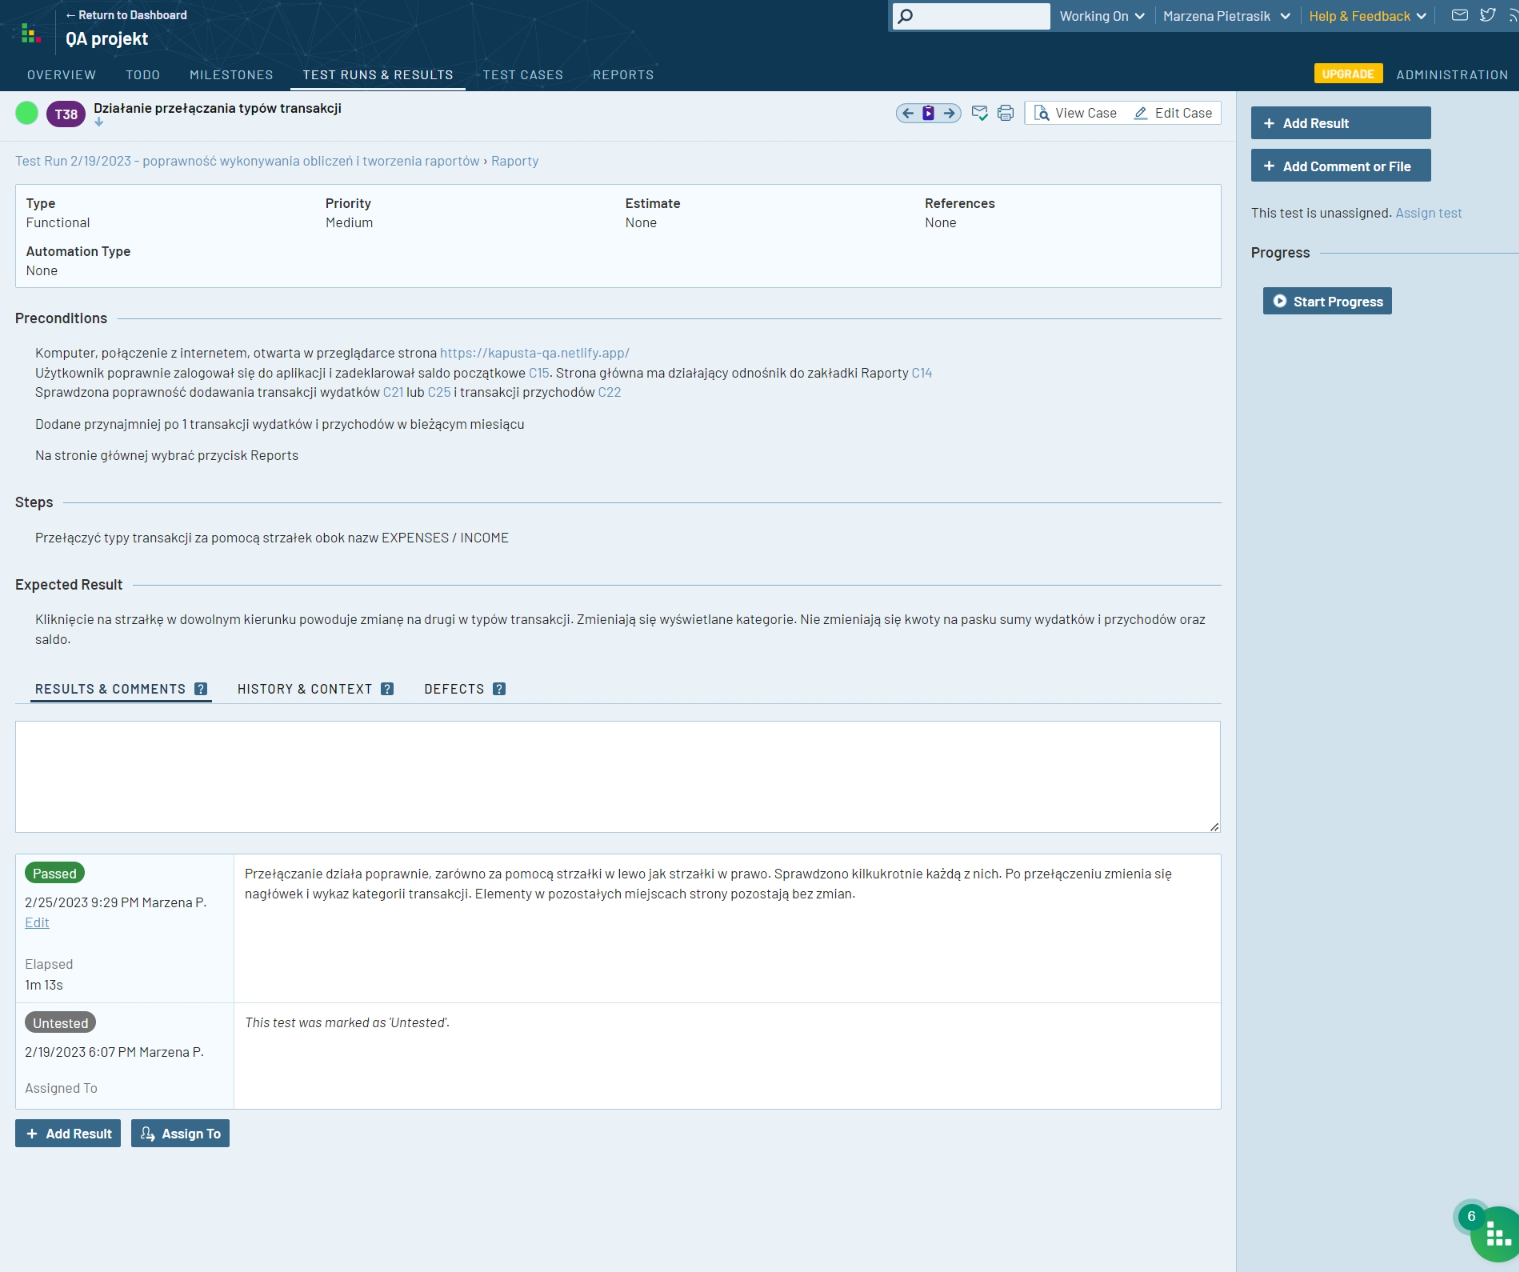 ← Return to Dashboard
QA projekt
Working On
Marzena Pietrasik
Help & Feedback
OVERVIEW
TODO
MILESTONES
TEST RUNS & RESULTS
TEST CASES
REPORTS
UPGRADE
ADMINISTRATION
T38
Działanie przełączania typów transakcji
View Case
Edit Case
Add Result
Add Comment or File
This test is unassigned. Assign test
Progress
Start Progress
Test Run 2/19/2023 - poprawność wykonywania obliczeń i tworzenia raportów › Raporty
Type
Functional
Priority
Medium
Estimate
None
References
None
Automation Type
None
Preconditions
Komputer, połączenie z internetem, otwarta w przeglądarce strona https://kapusta-qa.netlify.app/
Użytkownik poprawnie zalogował się do aplikacji i zadeklarował saldo początkowe C15. Strona główna ma działający odnośnik do zakładki Raporty C14
Sprawdzona poprawność dodawania transakcji wydatków C21 lub C25 i transakcji przychodów C22
Dodane przynajmniej po 1 transakcji wydatków i przychodów w bieżącym miesiącu
Na stronie głównej wybrać przycisk Reports
Steps
Przełączyć typy transakcji za pomocą strzałek obok nazw EXPENSES / INCOME
Expected Result
Kliknięcie na strzałkę w dowolnym kierunku powoduje zmianę na drugi w typów transakcji. Zmieniają się wyświetlane kategorie. Nie zmieniają się kwoty na pasku sumy wydatków i przychodów oraz
saldo.
RESULTS & COMMENTS ?
HISTORY & CONTEXT ?
DEFECTS ?
Passed
2/25/2023 9:29 PM Marzena P.
Edit
Elapsed
1m 13s
Przełączanie działa poprawnie, zarówno za pomocą strzałki w lewo jak strzałki w prawo. Sprawdzono kilkukrotnie każdą z nich. Po przełączeniu zmienia się
nagłówek i wykaz kategorii transakcji. Elementy w pozostałych miejscach strony pozostają bez zmian.
Untested
2/19/2023 6:07 PM Marzena P.
Assigned To
This test was marked as 'Untested'.
Add Result
Assign To
6